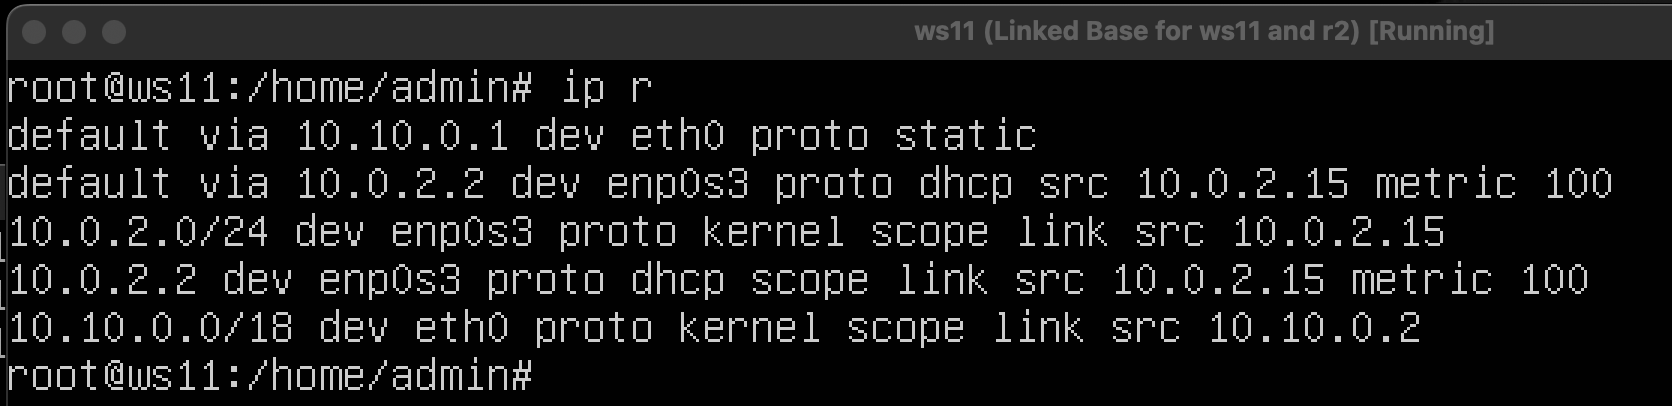 ws11 (Linked Base for ws11 and r2) [Running]
root@ws11:/home/admin# ip r
default via 10.10.0.1 dev eth0 proto static
default via 10.0.2.2 dev enp0s3 proto dhcp src 10.0.2.15 metric 100
10.0.2.0/24 dev enp0s3 proto kernel scope link src 10.0.2.15
10.0.2.2 dev enp0s3 proto dhcp scope link src 10.0.2.15 metric 100
10.10.0.0/18 dev eth0 proto kernel scope link src 10.10.0.2
root@ws11:/home/admin#